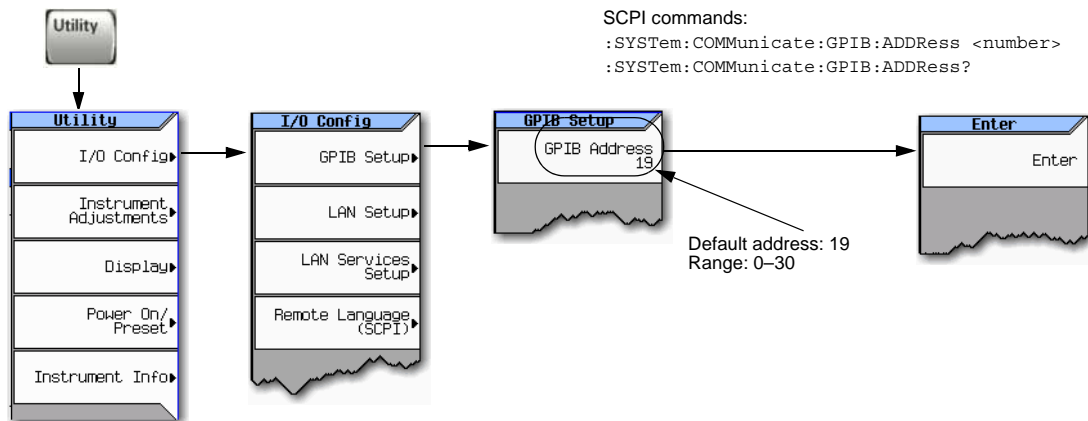 Utility
SCPI commands:
:SYSTem:COMMunicate:GPIB:ADDRess <number>
:SYSTem:COMMunicate:GPIB:ADDRess?
Utility
I/O Config
Instrument
Adjustments
Display
Power On/
Preset
Instrument Info
I/O Config
GPIB Setup
LAN Setup
LAN Services
Setup
Remote Language
(SCPI)
GPIB Setup
GPIB Address
19
Default address: 19
Range: 0–30
Enter
Enter